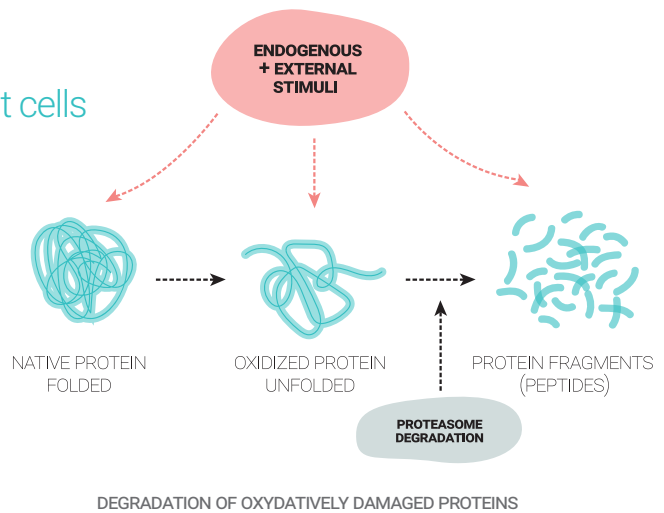 ENDOGENOUS
+ EXTERNAL
STIMULI
t cells
NATIVE PROTEIN
FOLDED
OXIDIZED PROTEIN
UNFOLDED
PROTEIN FRAGMENTS
(PEPTIDES)
PROTEASOME
DEGRADATION
DEGRADATION OF OXYDATIVELY DAMAGED PROTEINS